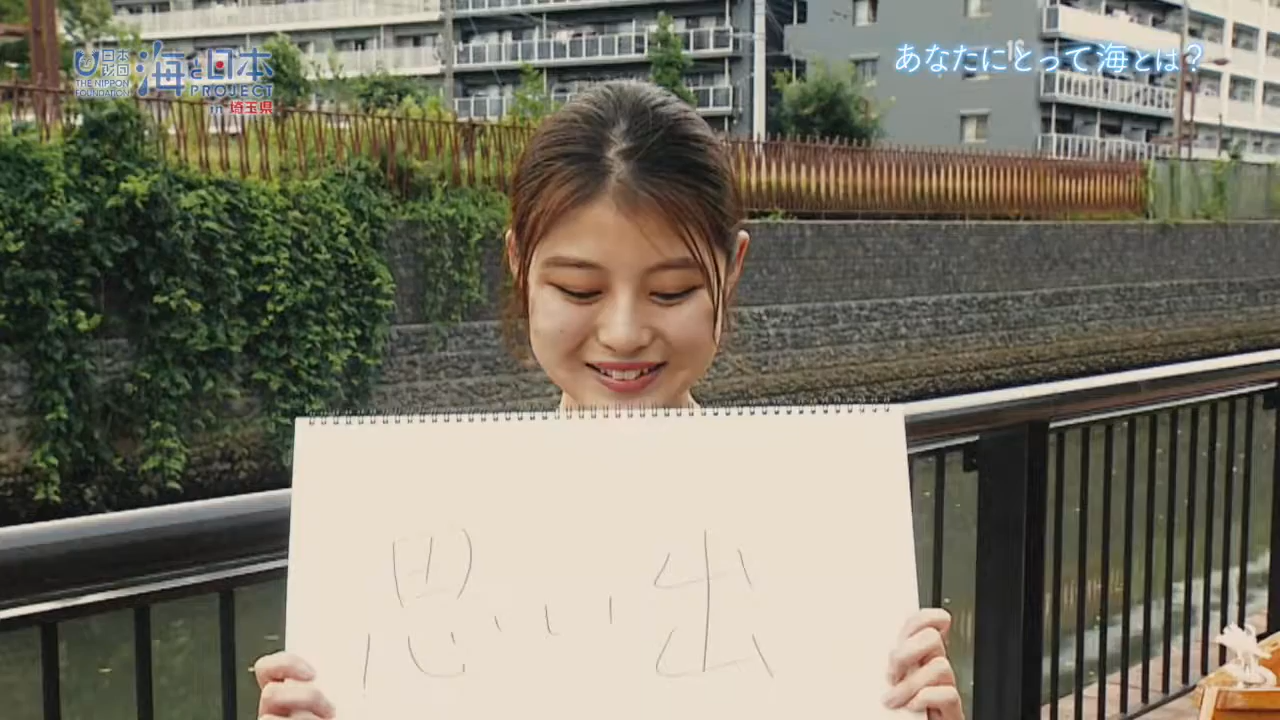 日本財団
THE NIPPON FOUNDATION
海と日本
PROJECT
in 埼玉県
あなたにとって海とは?
思い出